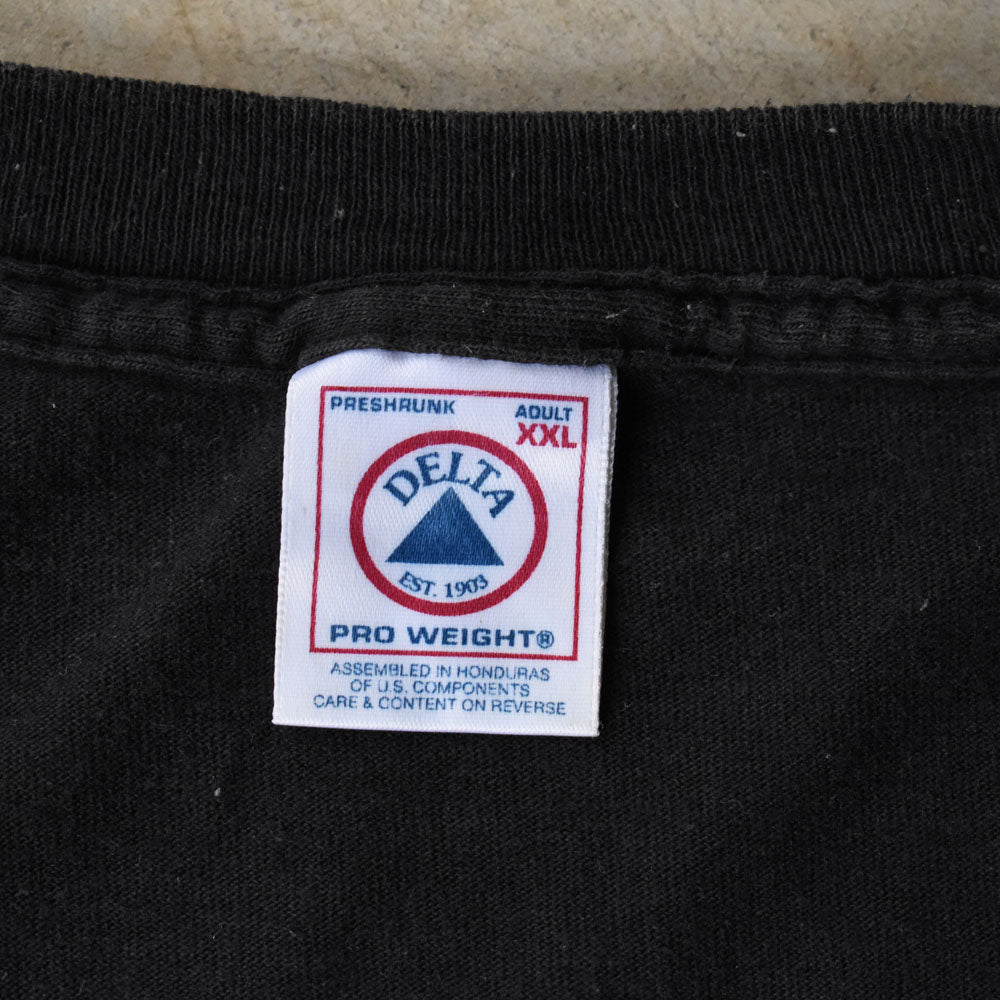 PRESHRUNK
ADULT
XXL
DELTA
EST. 1903
PRO WEIGHT®
ASSEMBLED IN HONDURAS
OF U.S. COMPONENTS
CARE & CONTENT ON REVERSE